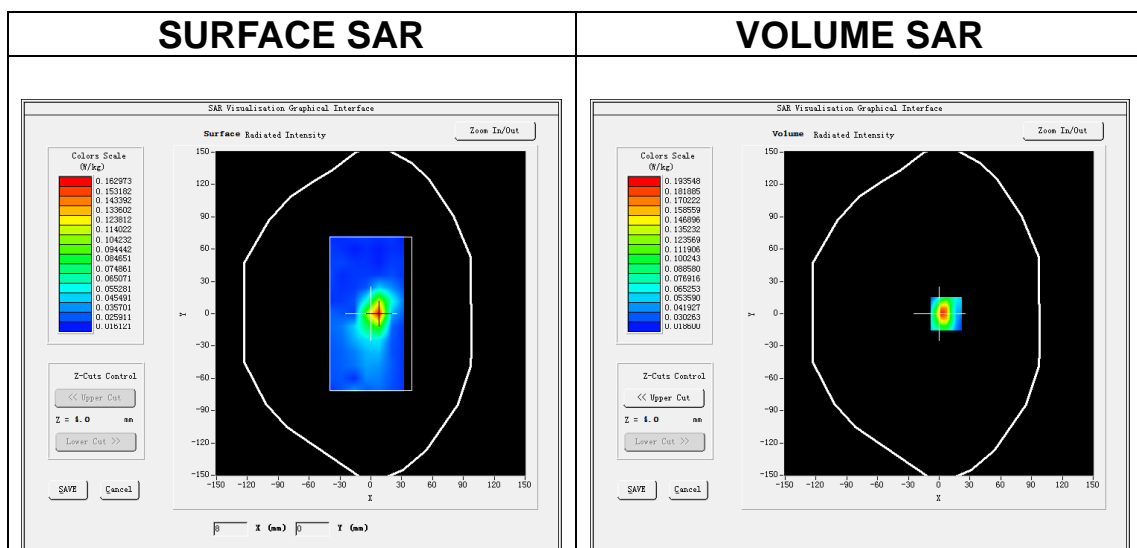 SURFACE SAR
VOLUME SAR
SAR Visualisation Graphical Interface
Surface Radiated Intensity
Zoom In/Out
Colors Scale
(W/kg)
0.162973
0.153182
0.143392
0.133602
0.123812
0.114022
0.104232
0.094442
0.084651
0.074861
0.065071
0.055281
0.045491
0.035701
0.025911
0.016121
Z-Cuts Control
<< Upper Cut
Z = 4.0 mm
Lower Cut >>
SAVE
Cancel
150
120
90
60
30
0
-30
-60
-90
-120
-150
Y
-150 -120 -90 -60 -30 0 30 60 90 120 150
X
8 X (mm) 0 Y (mm)
SAR Visualisation Graphical Interface
Volume Radiated Intensity
Zoom In/Out
Colors Scale
(W/kg)
0.193548
0.181885
0.170222
0.158559
0.146896
0.135232
0.123569
0.111906
0.100243
0.088580
0.076916
0.065253
0.053590
0.041927
0.030263
0.018600
Z-Cuts Control
<< Upper Cut
Z = 4.0 mm
Lower Cut >>
SAVE
Cancel
150
120
90
60
30
0
-30
-60
-90
-120
-150
Y
-150 -120 -90 -60 -30 0 30 60 90 120 150
X